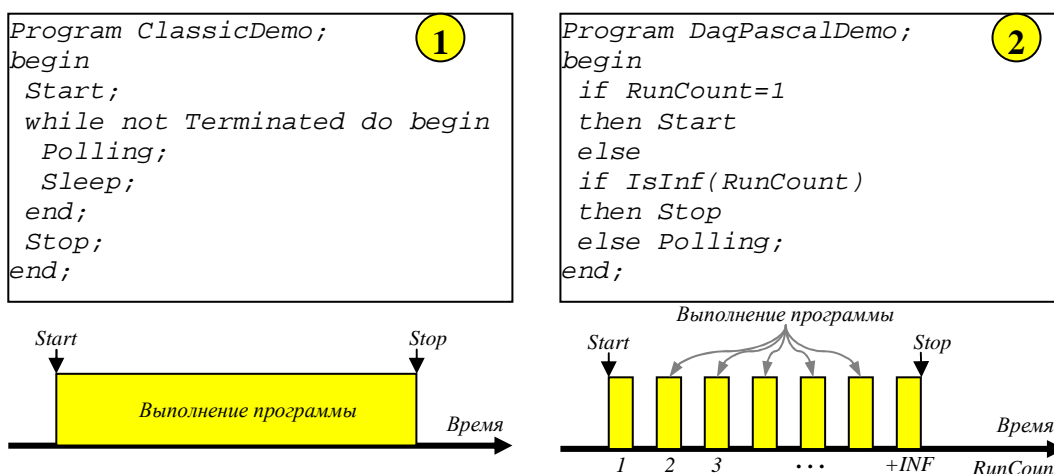 Program ClassicDemo;
begin
Start;
while not Terminated do begin
Polling;
Sleep;
end;
Stop;
end;
1
Start
Stop
Выполнение программы
Время
Program DaqPascalDemo;
begin
if RunCount=1
then Start
else
if IsInf(RunCount)
then Stop
else Polling;
end;
2
Выполнение программы
Start
Stop
Время
1 2 3 ... +INF RunCoun